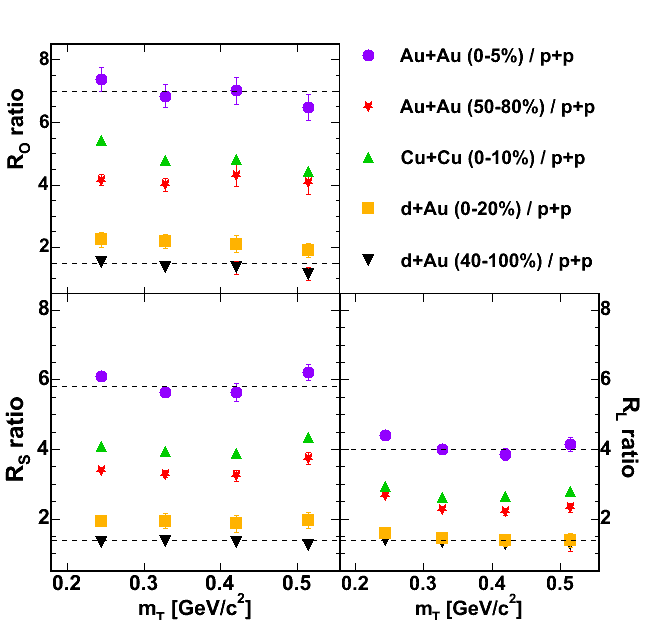 Au+Au (0-5%) / p+p
Au+Au (50-80%) / p+p
Cu+Cu (0-10%) / p+p
d+Au (0-20%) / p+p
d+Au (40-100%) / p+p
R_O ratio
8
6
4
2
R_S ratio
8
6
4
2
R_L ratio
8
6
4
2
0.2 0.3 0.4 0.5
m_T [GeV/c²]
0.2 0.3 0.4 0.5
m_T [GeV/c²]